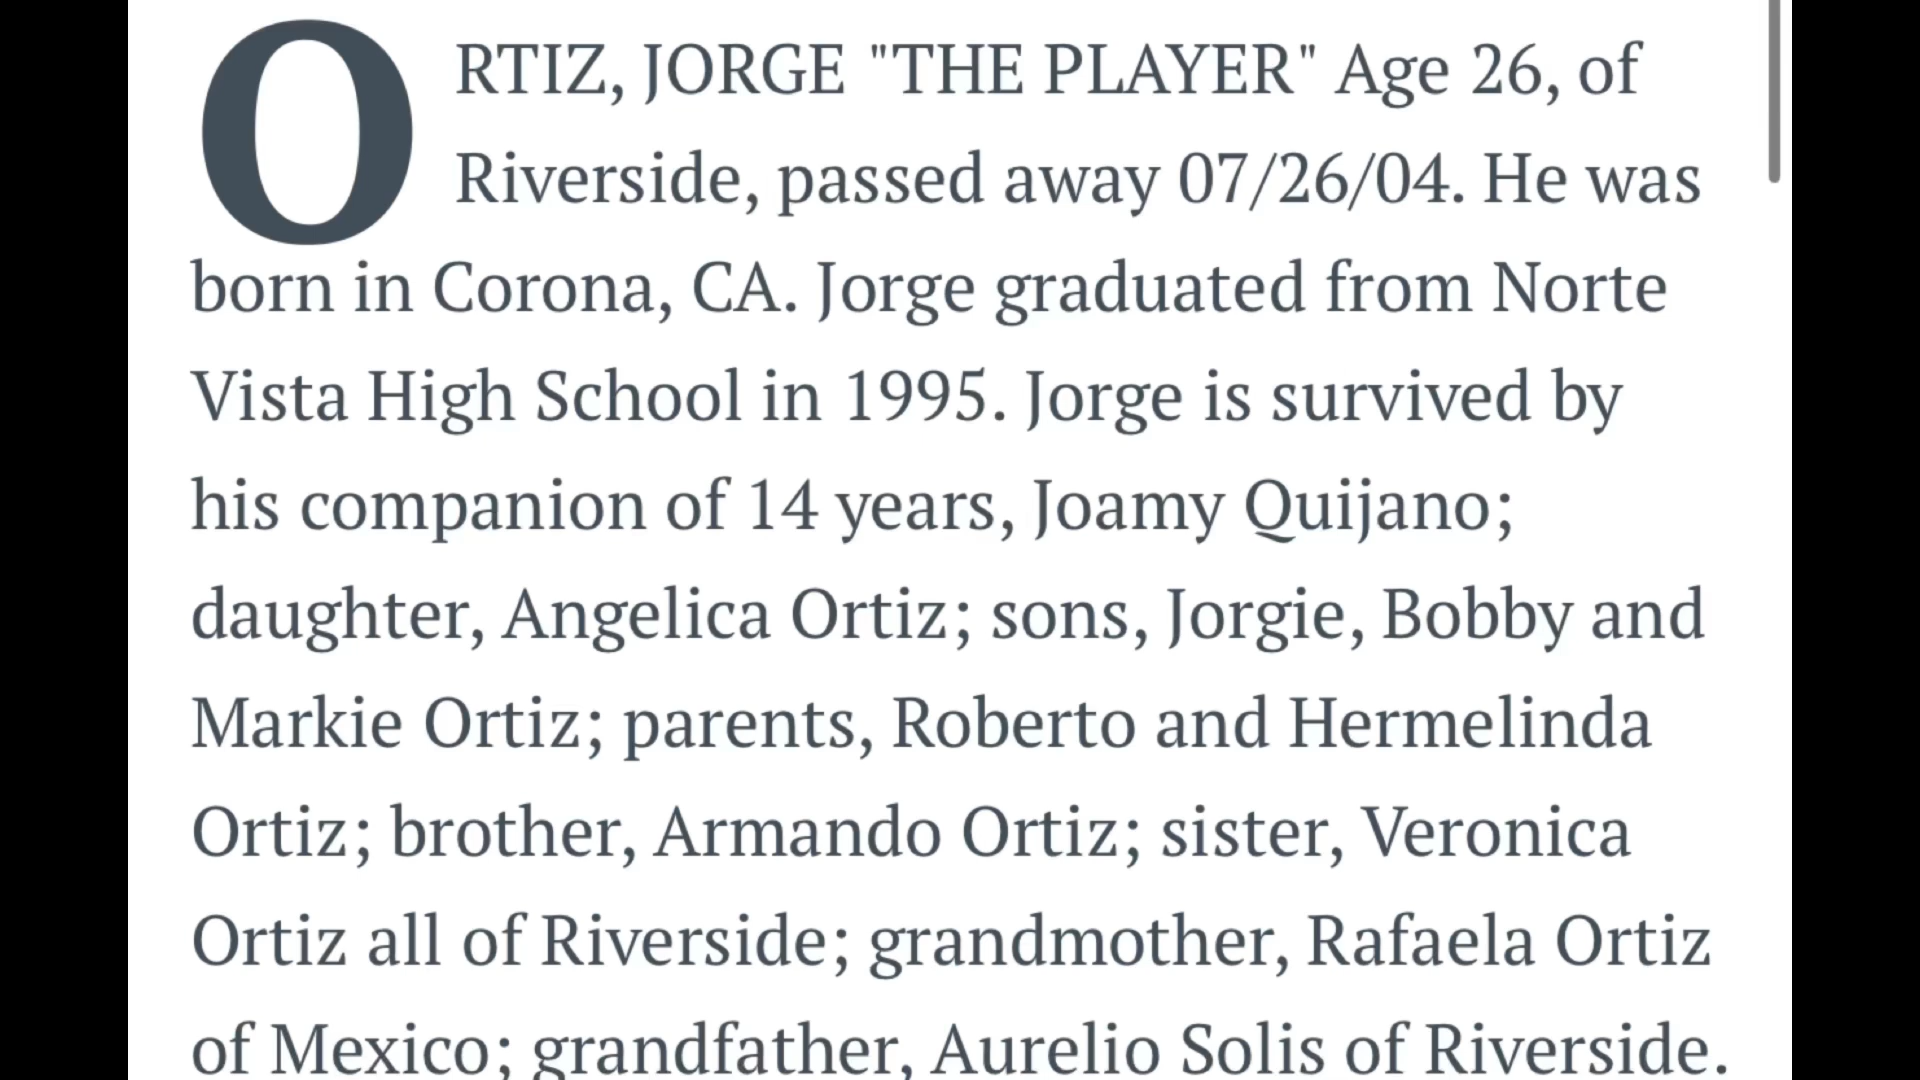 ORTIZ, JORGE "THE PLAYER" Age 26, of
Riverside, passed away 07/26/04. He was
born in Corona, CA. Jorge graduated from Norte
Vista High School in 1995. Jorge is survived by
his companion of 14 years, Joamy Quijano;
daughter, Angelica Ortiz; sons, Jorgie, Bobby and
Markie Ortiz; parents, Roberto and Hermelinda
Ortiz; brother, Armando Ortiz; sister, Veronica
Ortiz all of Riverside; grandmother, Rafaela Ortiz
of Mexico; grandfather, Aurelio Solis of Riverside.